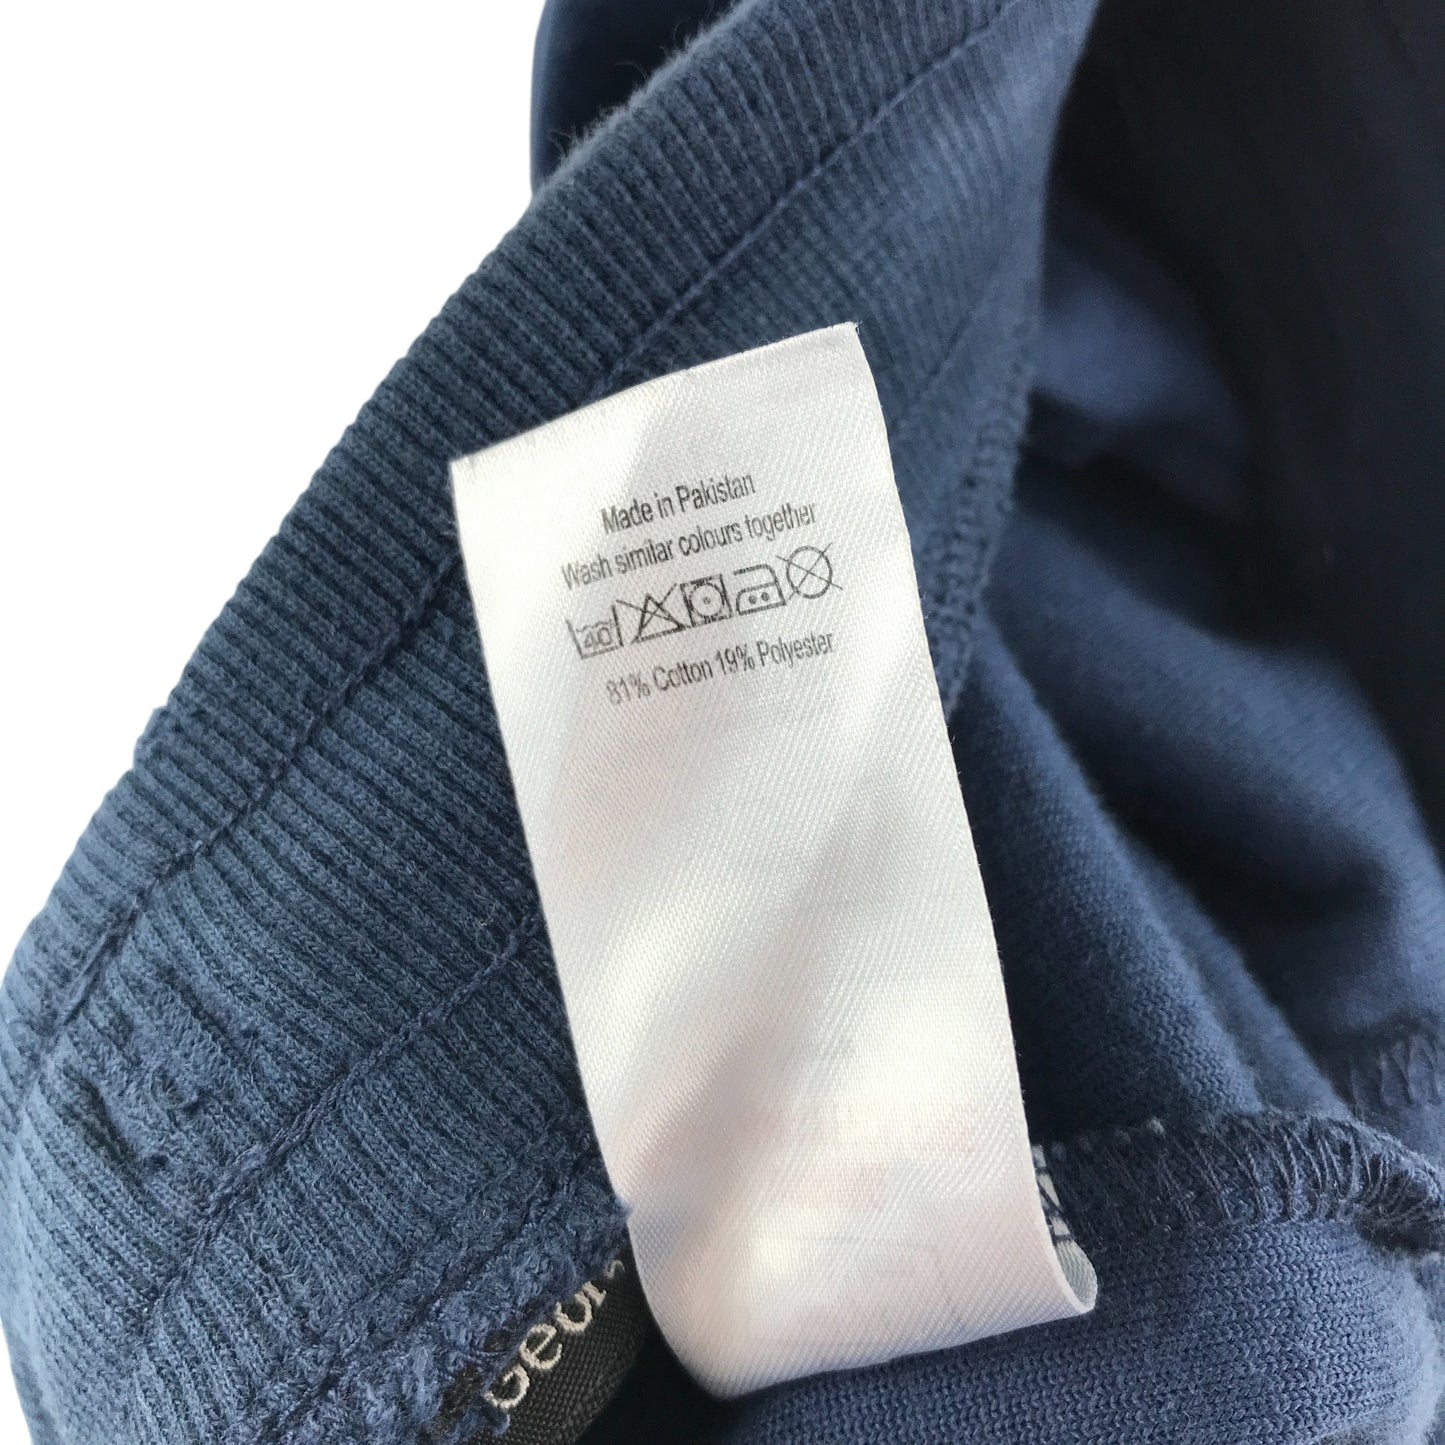 Made in Pakistan
Wash similar colours together
40
81% Cotton 19% Polyester